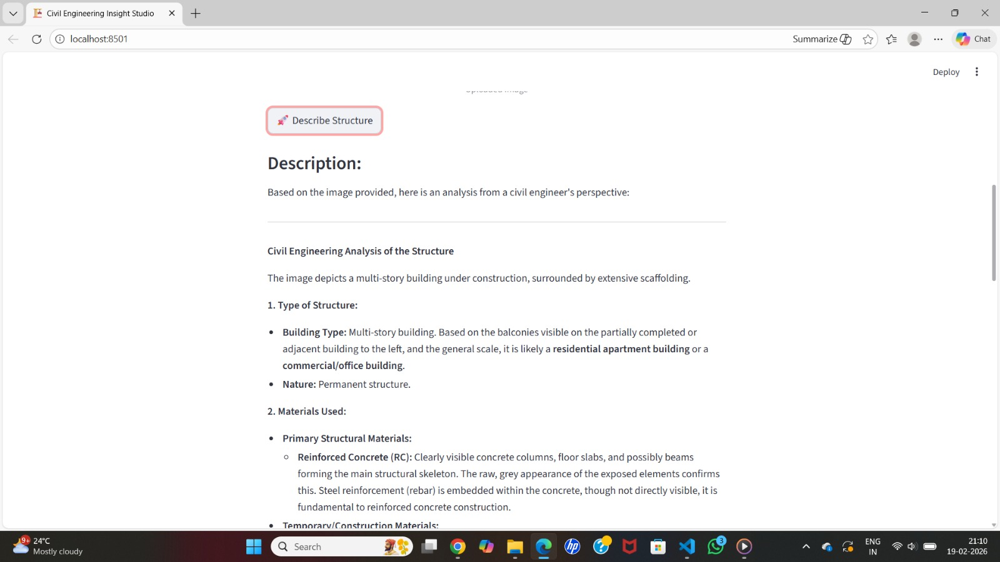 Civil Engineering Insight Studio
localhost:8501
Summarize
Chat
Deploy
Uploaded image
🚀 Describe Structure
Description:
Based on the image provided, here is an analysis from a civil engineer's perspective:
Civil Engineering Analysis of the Structure
The image depicts a multi-story building under construction, surrounded by extensive scaffolding.
1. Type of Structure:
• Building Type: Multi-story building. Based on the balconies visible on the partially completed or
adjacent building to the left, and the general scale, it is likely a residential apartment building or a
commercial/office building.
• Nature: Permanent structure.
2. Materials Used:
• Primary Structural Materials:
◦ Reinforced Concrete (RC): Clearly visible concrete columns, floor slabs, and possibly beams
forming the main structural skeleton. The raw, grey appearance of the exposed elements confirms
this. Steel reinforcement (rebar) is embedded within the concrete, though not directly visible, it is
fundamental to reinforced concrete construction.
• Temporary/Construction Materials:
9+
24°C
Mostly cloudy
Search
hp
3
ENG
IN
21:10
19-02-2026